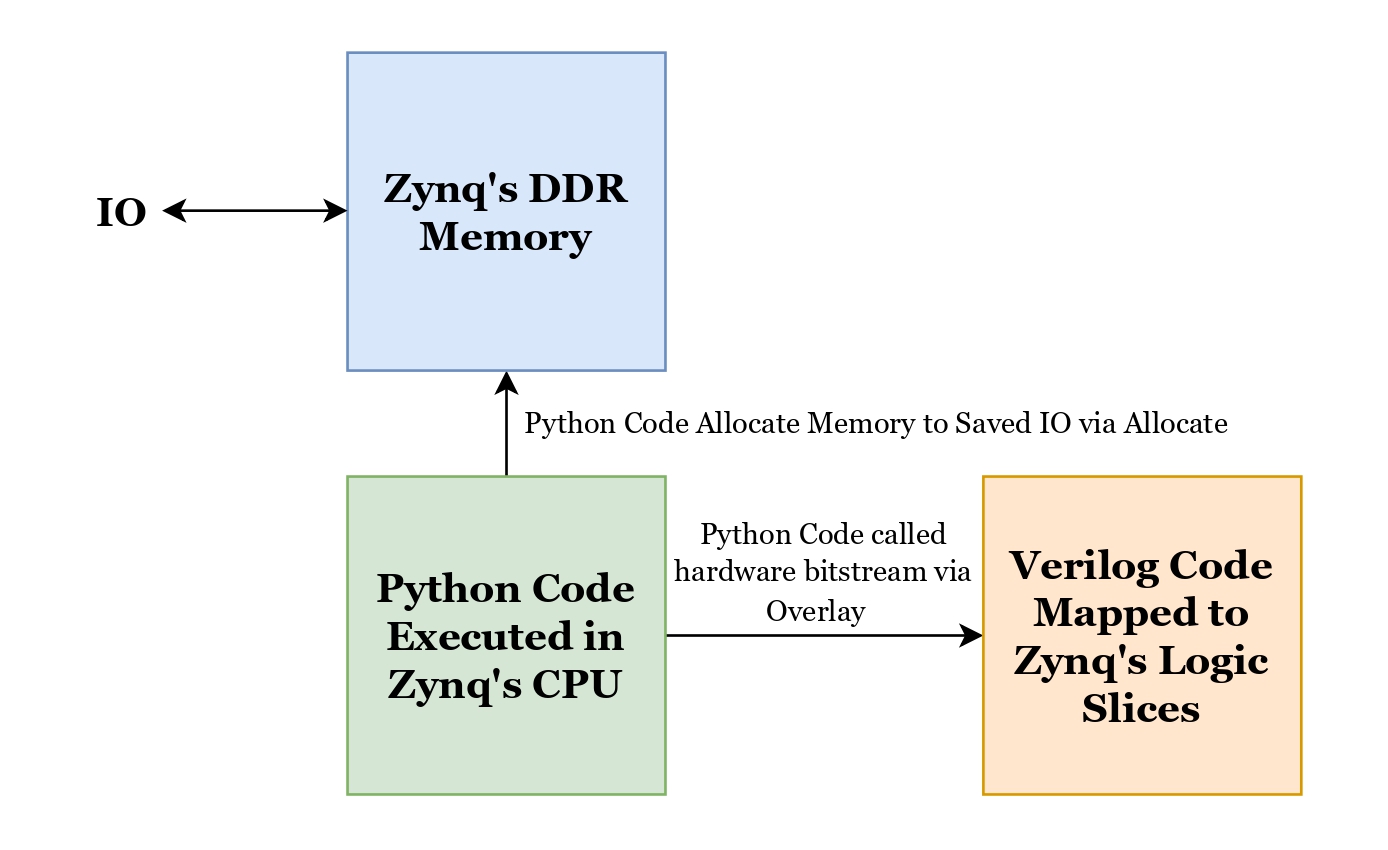 Zynq's DDR
Memory
IO
Python Code Allocate Memory to Saved IO via Allocate
Python Code
Executed in
Zynq's CPU
Python Code called
hardware bitstream via
Overlay
Verilog Code
Mapped to
Zynq's Logic
Slices